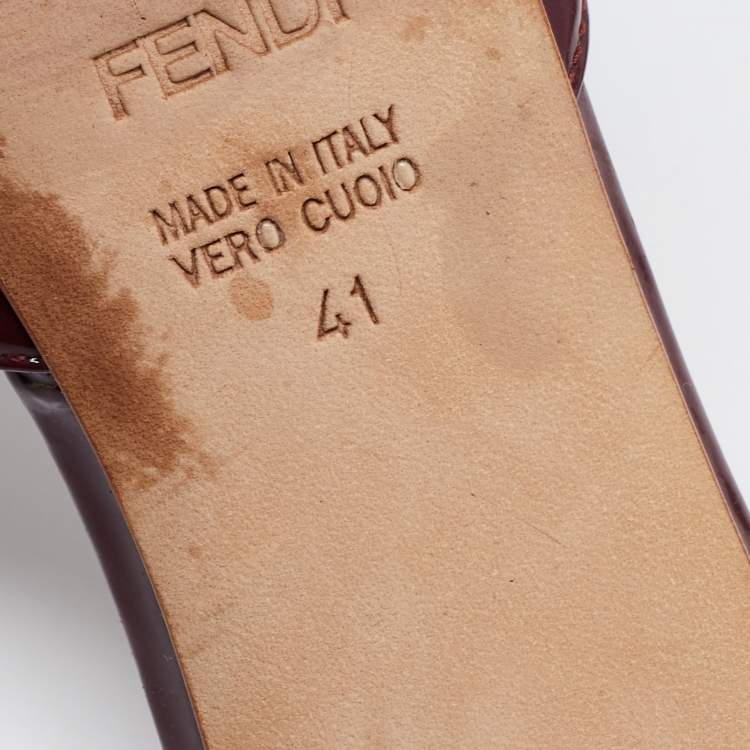 FENDI
MADE IN ITALY
VERO CUOIO
41